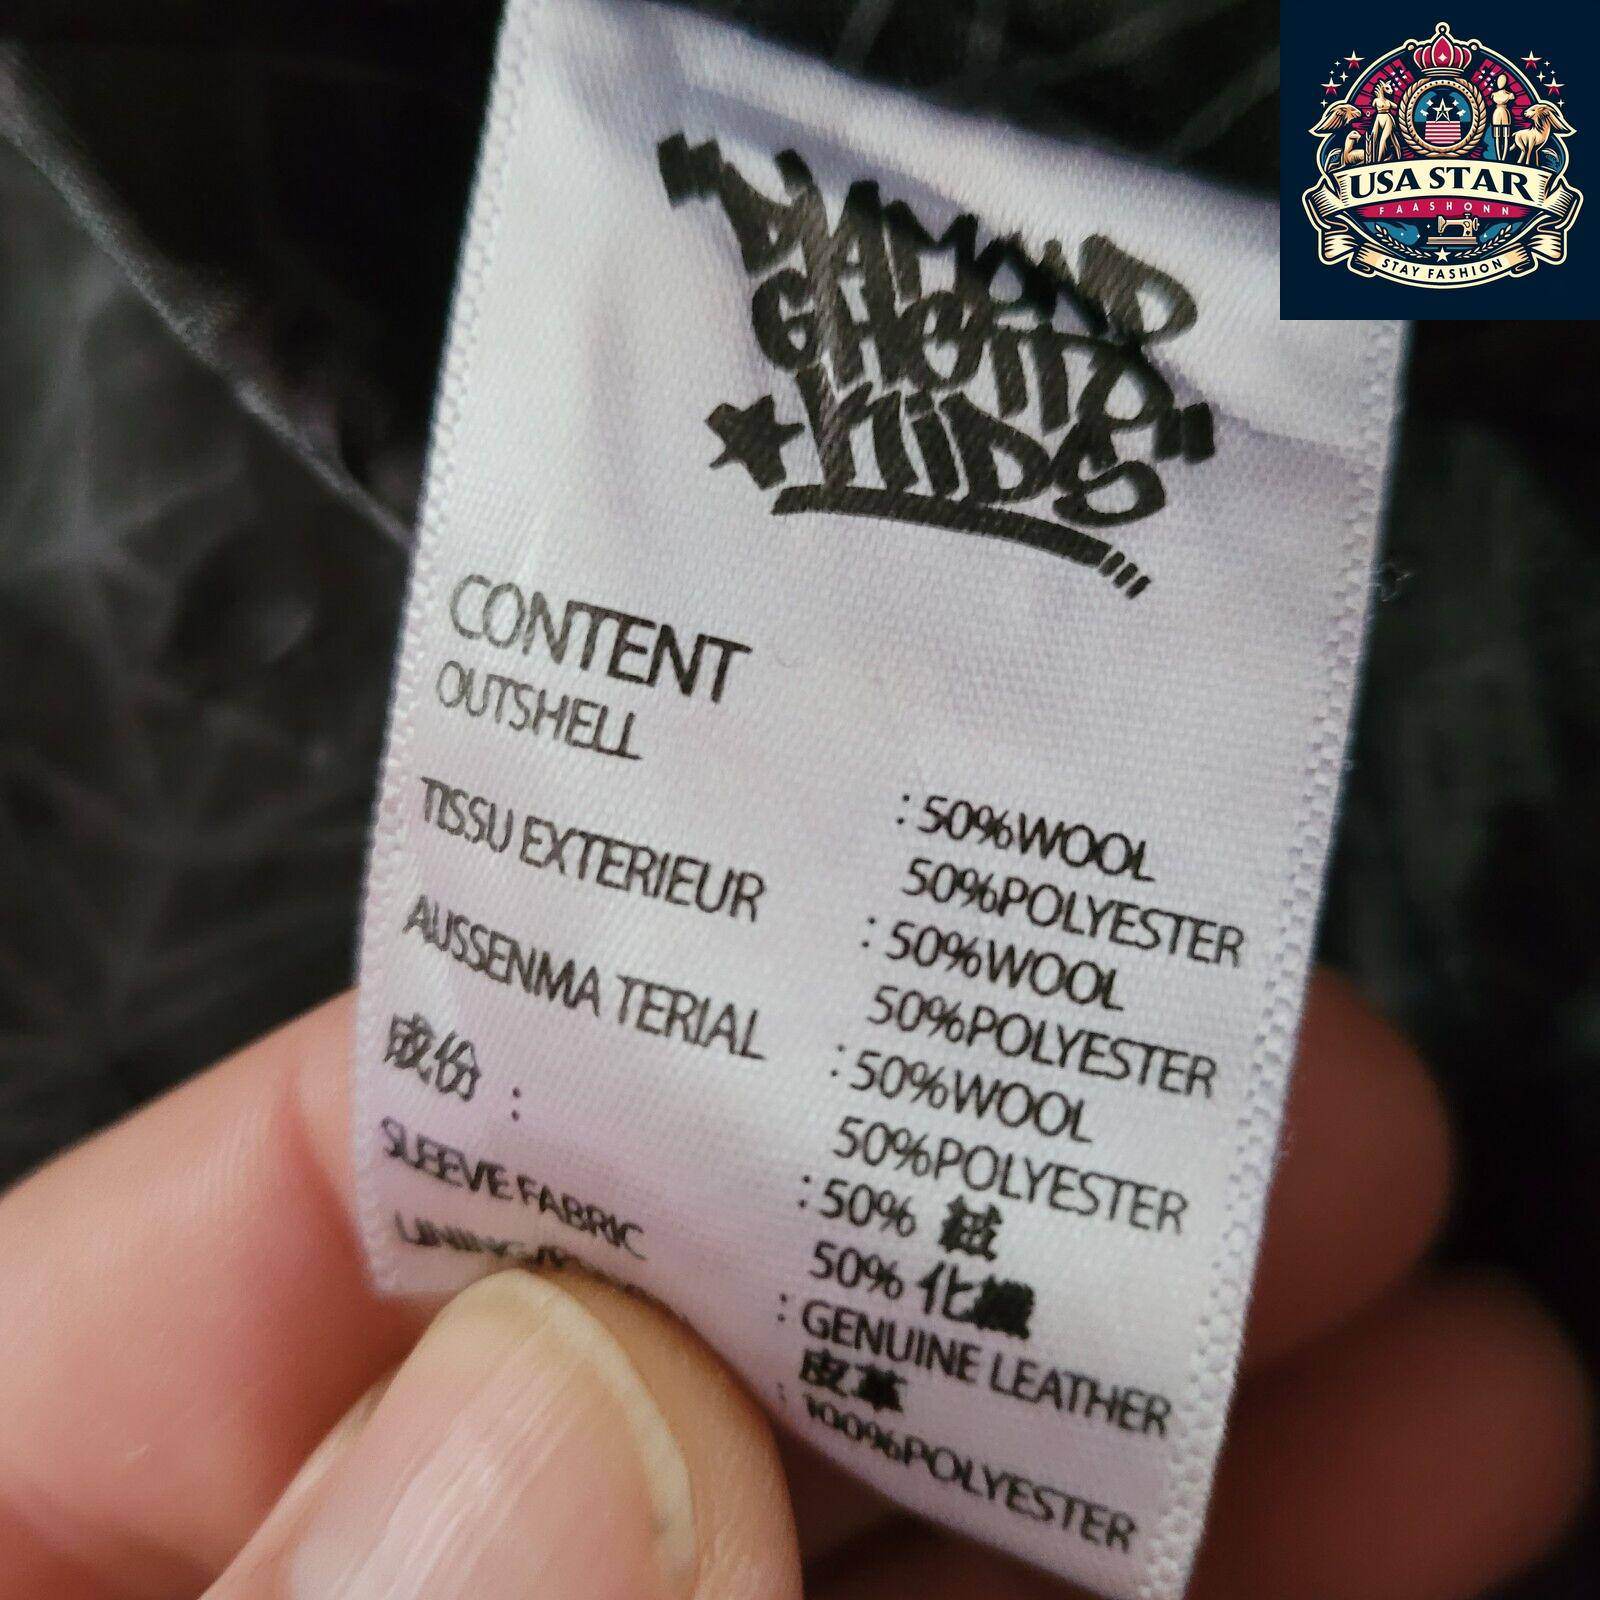 USA STAR
FAASHONN
STAY FASHION
"DIAMOND
GHETTO
KIDS"
CONTENT
OUTSHELL : 50%WOOL
50%POLYESTER
TISSU EXTERIEUR : 50%WOOL
50%POLYESTER
AUSSENMA TERIAL : 50%WOOL
50%POLYESTER
成份 : : 50%
50% 化纖
SLEEVE FABRIC : GENUINE LEATHER
皮革
: 100%POLYESTER